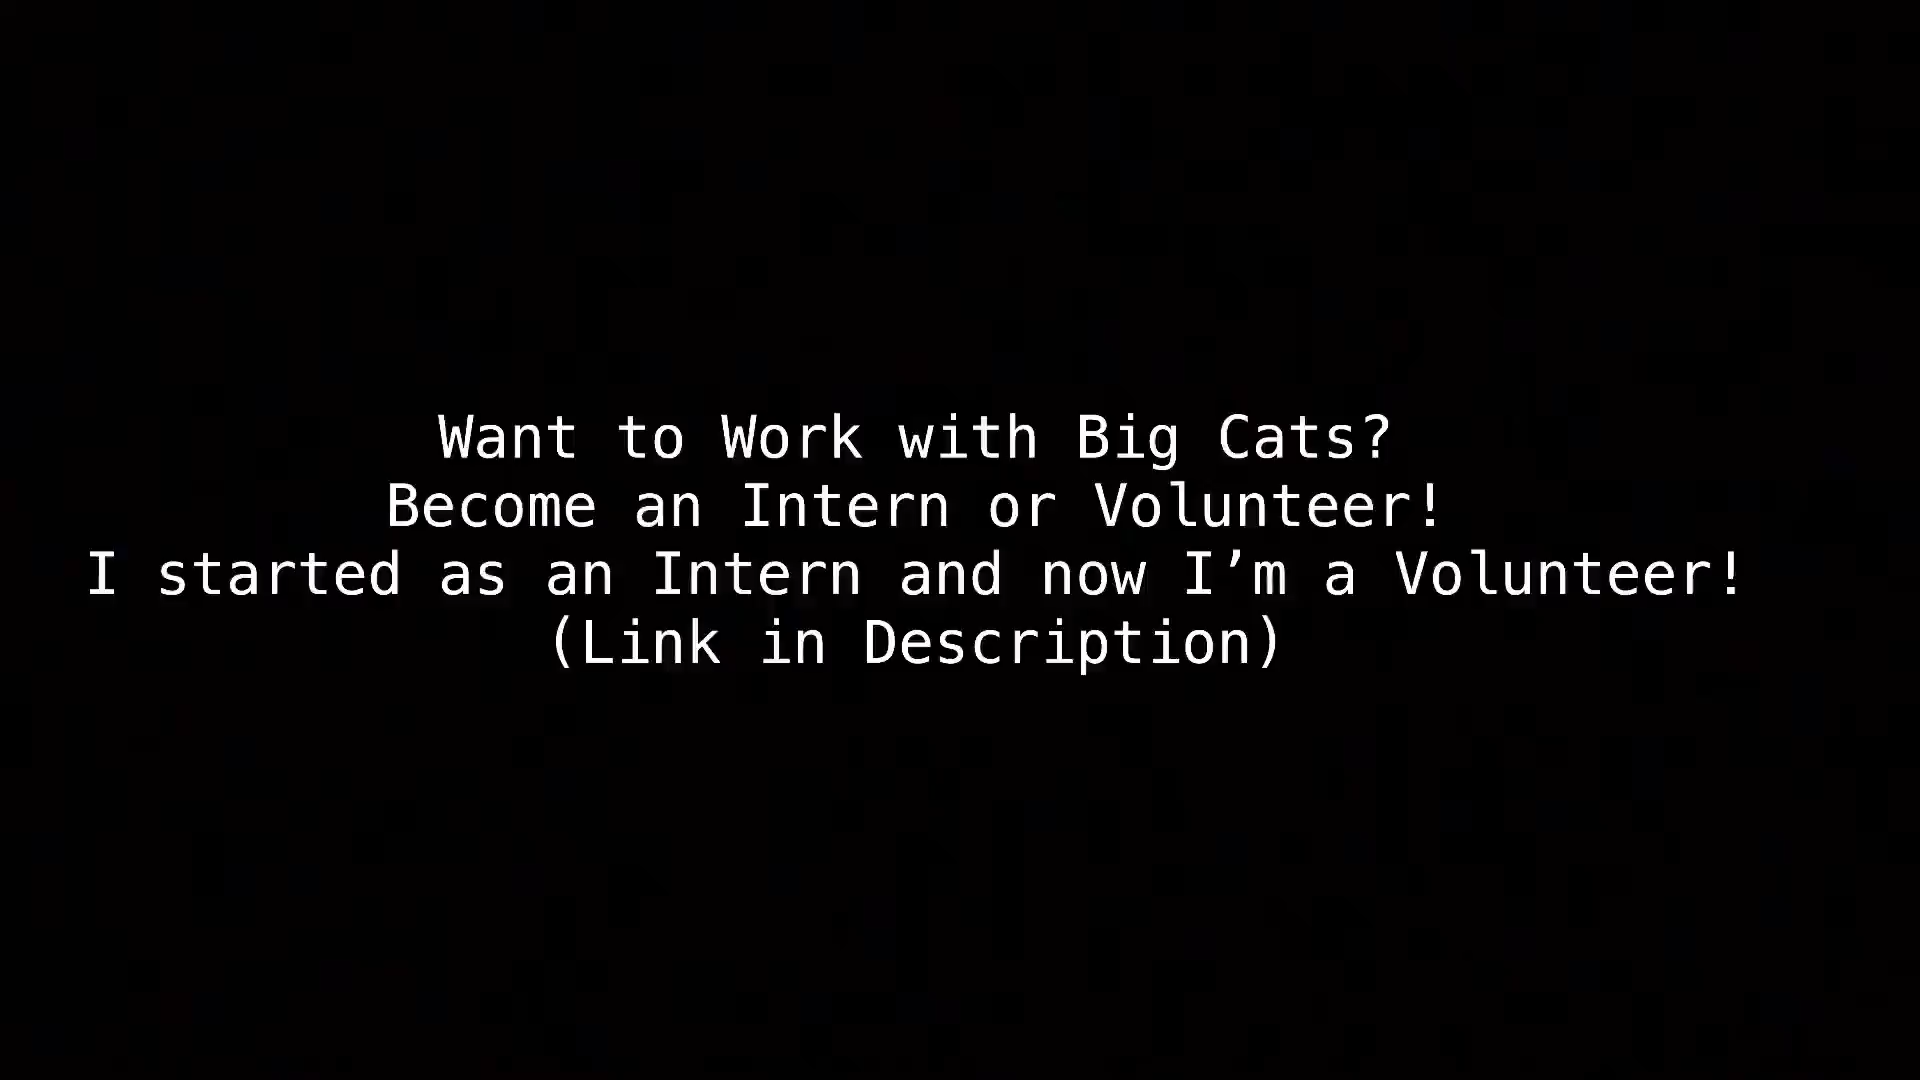 Want to Work with Big Cats?
Become an Intern or Volunteer!
I started as an Intern and now I’m a Volunteer!
(Link in Description)